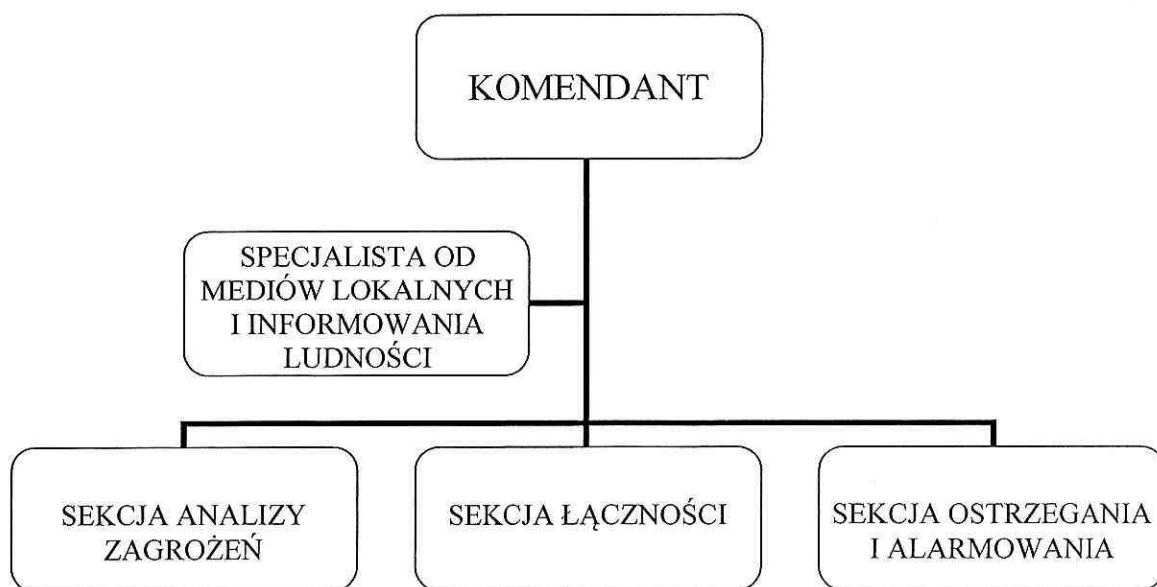 KOMENDANT
SPECJALISTA OD
MEDIÓW LOKALNYCH
I INFORMOWANIA
LUDNOŚCI
SEKCJA ANALIZY
ZAGROŻEŃ
SEKCJA ŁĄCZNOŚCI
SEKCJA OSTRZEGANIA
I ALARMOWANIA